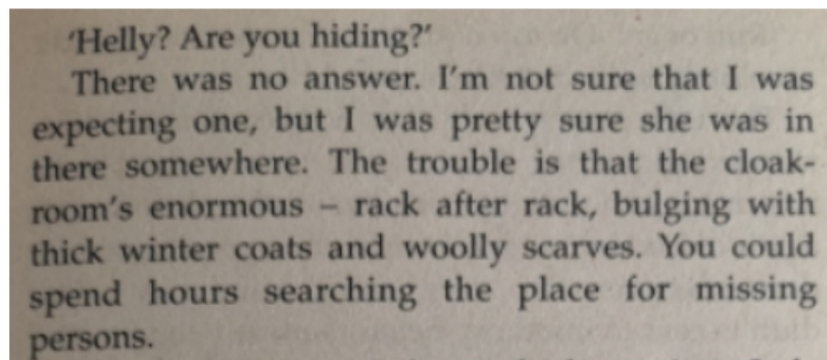 'Helly? Are you hiding?'
There was no answer. I'm not sure that I was
expecting one, but I was pretty sure she was in
there somewhere. The trouble is that the cloak-
room's enormous – rack after rack, bulging with
thick winter coats and woolly scarves. You could
spend hours searching the place for missing
persons.